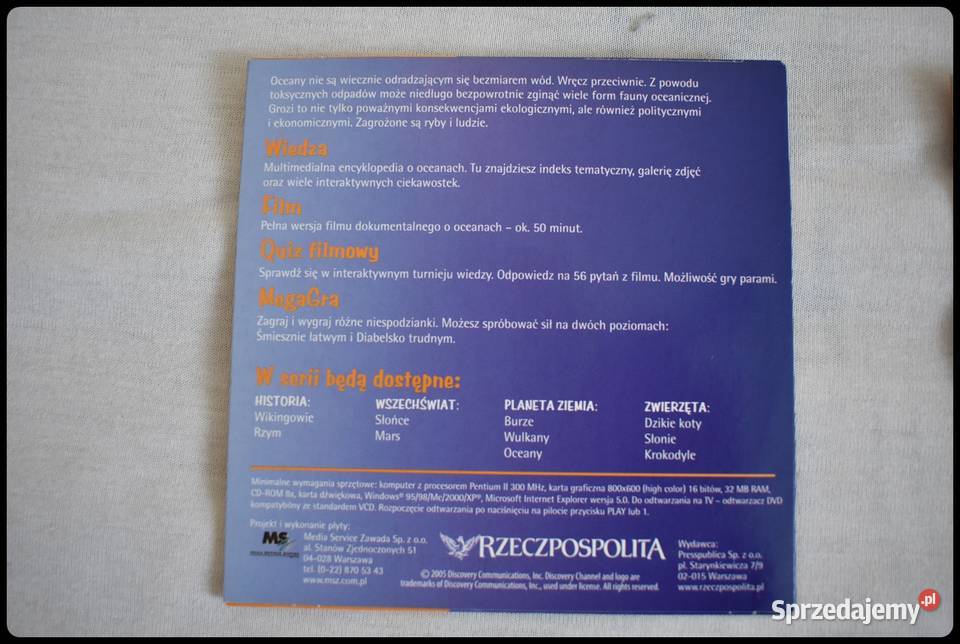 Oceany nie są wiecznie odradzającym się bezmiarem wód. Wręcz przeciwnie. Z powodu
toksycznych odpadów może niedługo bezpowrotnie zginąć wiele form fauny oceanicznej.
Grozi to nie tylko poważnymi konsekwencjami ekologicznymi, ale również politycznymi
i ekonomicznymi. Zagrożone są ryby i ludzie.
Wiedza
Multimedialna encyklopedia o oceanach. Tu znajdziesz indeks tematyczny, galerię zdjęć
oraz wiele interaktywnych ciekawostek.
Film
Pełna wersja filmu dokumentalnego o oceanach – ok. 50 minut.
Quiz filmowy
Sprawdź się w interaktywnym turnieju wiedzy. Odpowiedz na 56 pytań z filmu. Możliwość gry parami.
MegaGra
Zagraj i wygraj różne niespodzianki. Możesz spróbować sił na dwóch poziomach:
Śmiesznie łatwym i Diabelsko trudnym.
W serii będą dostępne:
HISTORIA:
Wikingowie
Rzym
WSZECHŚWIAT:
Słońce
Mars
PLANETA ZIEMIA:
Burze
Wulkany
Oceany
ZWIERZĘTA:
Dzikie koty
Słonie
Krokodyle
Minimalne wymagania sprzętowe: komputer z procesorem Pentium II 300 MHz, karta graficzna 800x600 (high color) 16 bitów, 32 MB RAM,
CD-ROM 8x, karta dźwiękowa, Windows® 95/98/Me/2000/XP®, Microsoft Internet Explorer wersja 5.0. Do odtwarzania na TV – odtwarzacz DVD
kompatybilny ze standardem VCD. Rozpoczęcie odtwarzania po naciśnięciu na pilocie przycisku PLAY lub 1.
Projekt i wykonanie płyty:
MS
Media Service Zawada Sp. z o.o.
al. Stanów Zjednoczonych 51
04-028 Warszawa
tel. (0-22) 870 53 43
www.msz.com.pl
RZECZPOSPOLITA
© 2005 Discovery Communications, Inc. Discovery Channel and logo are
trademarks of Discovery Communications, Inc., used under license. All rights reserved.
Wydawca:
Presspublica Sp. z o.o.
pl. Starynkiewicza 7/9
02-015 Warszawa
www.rzeczpospolita.pl
Sprzedajemy.pl